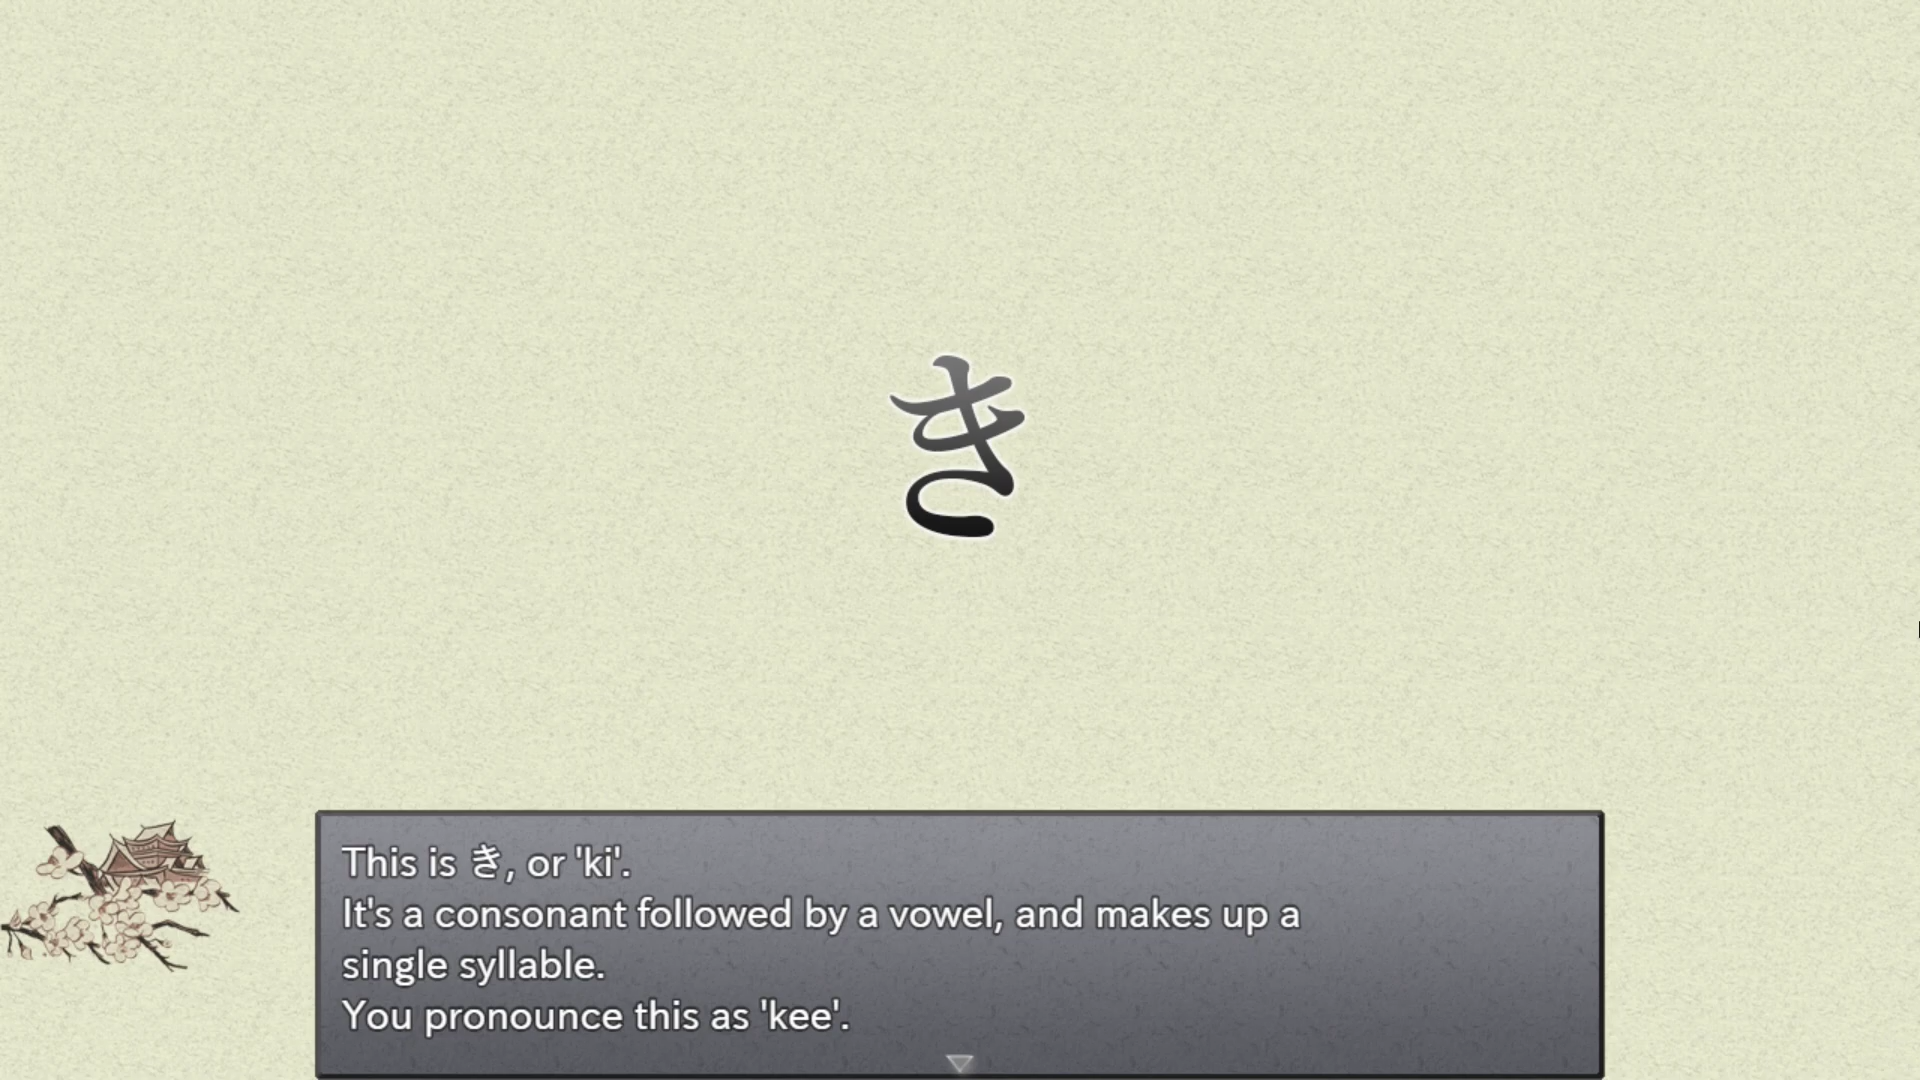 き
This is き, or 'ki'.
It's a consonant followed by a vowel, and makes up a
single syllable.
You pronounce this as 'kee'.